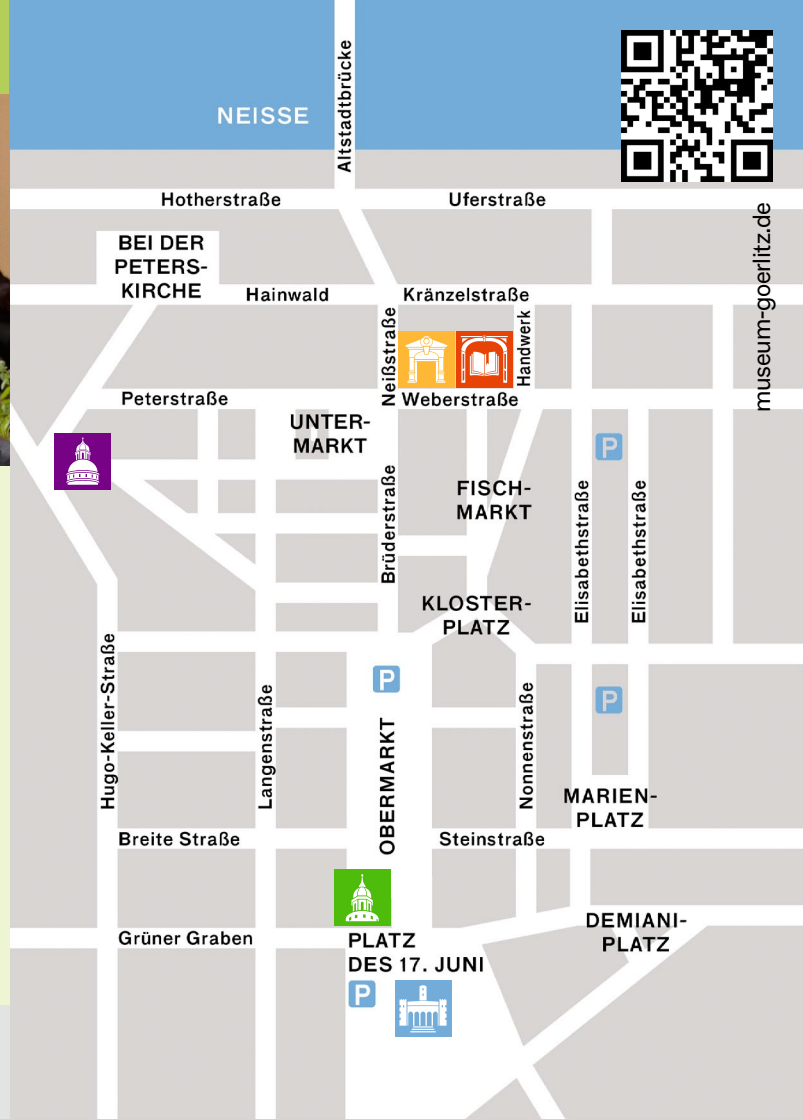 NEISSE
Altstadtbrücke
museum-goerlitz.de
Hotherstraße
Uferstraße
BEI DER
PETERS-
KIRCHE
Hainwald
Kränzelstraße
Neißstraße
Handwerk
Peterstraße
Weberstraße
UNTER-
MARKT
P
FISCH-
MARKT
Brüderstraße
Elisabethstraße
Elisabethstraße
KLOSTER-
PLATZ
P
P
Hugo-Keller-Straße
Langenstraße
OBERMARKT
Nonnenstraße
MARIEN-
PLATZ
Breite Straße
Steinstraße
DEMIANI-
PLATZ
Grüner Graben
PLATZ
DES 17. JUNI
P